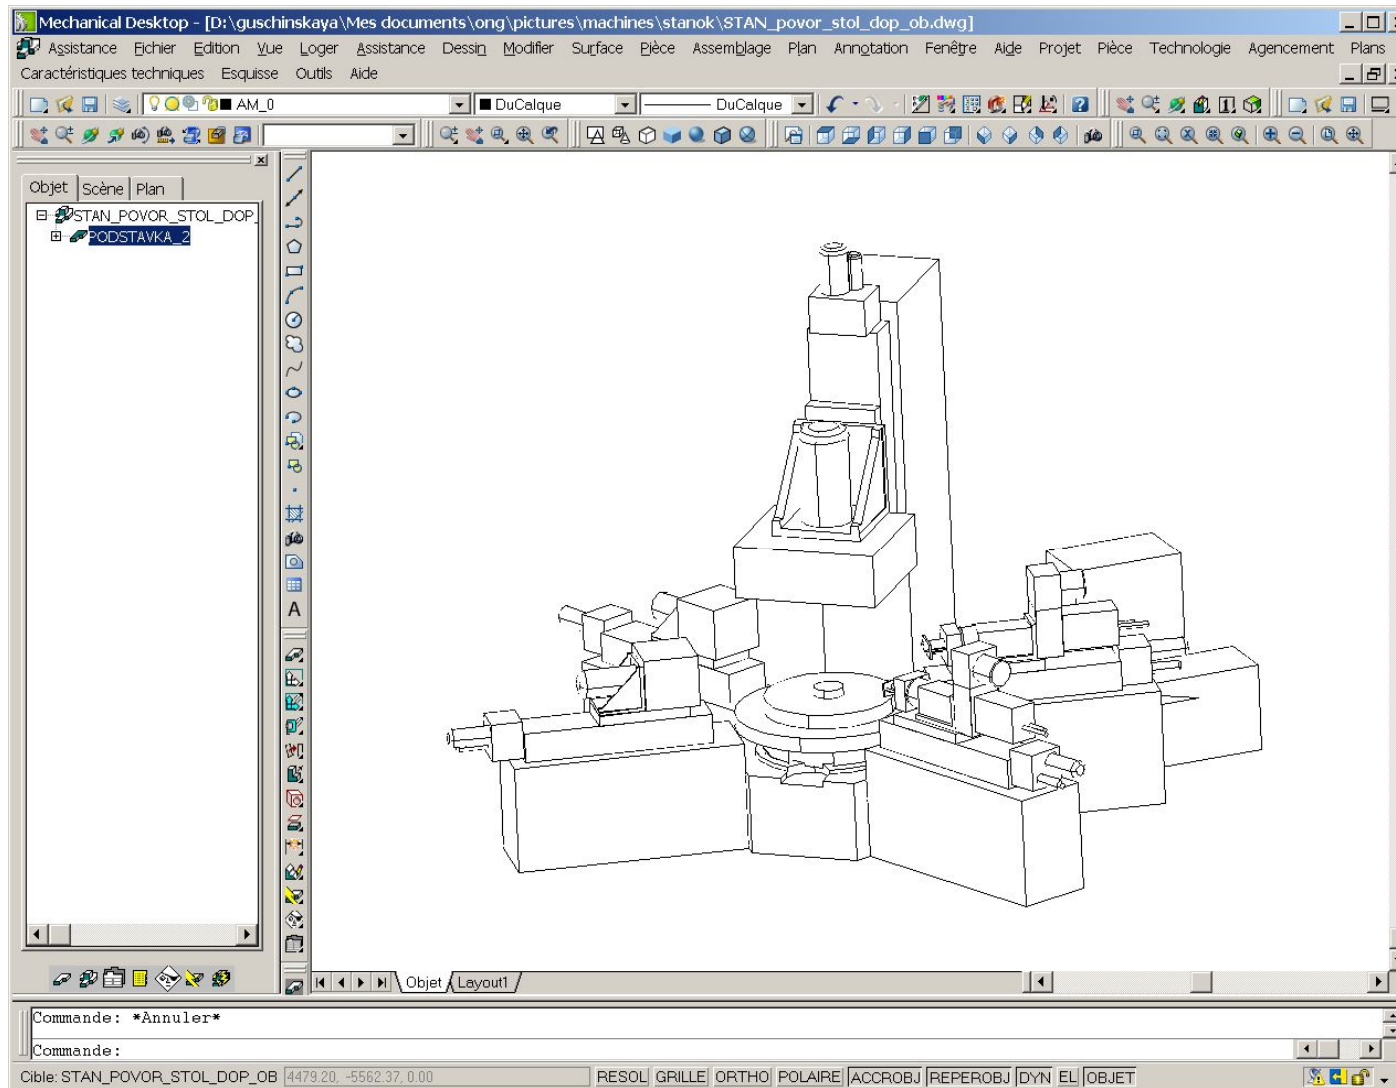 Mechanical Desktop - [D:\guschinskaya\Mes documents\ong\pictures\machines\stanok\STAN_povor_stol_dop_ob.dwg]
Assistance Fichier Edition Vue Loger Assistance Dessin Modifier Surface Pièce Assemblage Plan Annotation Fenêtre Aide Projet Pièce Technologie Agencement Plans
Caractéristiques techniques Esquisse Outils Aide
AM_0 DuCalque DuCalque
Objet Scène Plan
STAN_POVOR_STOL_DOP_
PODSTAVKA_2
A
Objet Layout1
Commande: *Annuler*
Commande:
Cible: STAN_POVOR_STOL_DOP_OB 4479.20, -5562.37, 0.00 RESOL GRILLE ORTHO POLAIRE ACCROBJ REPEROBJ DYN EL OBJET